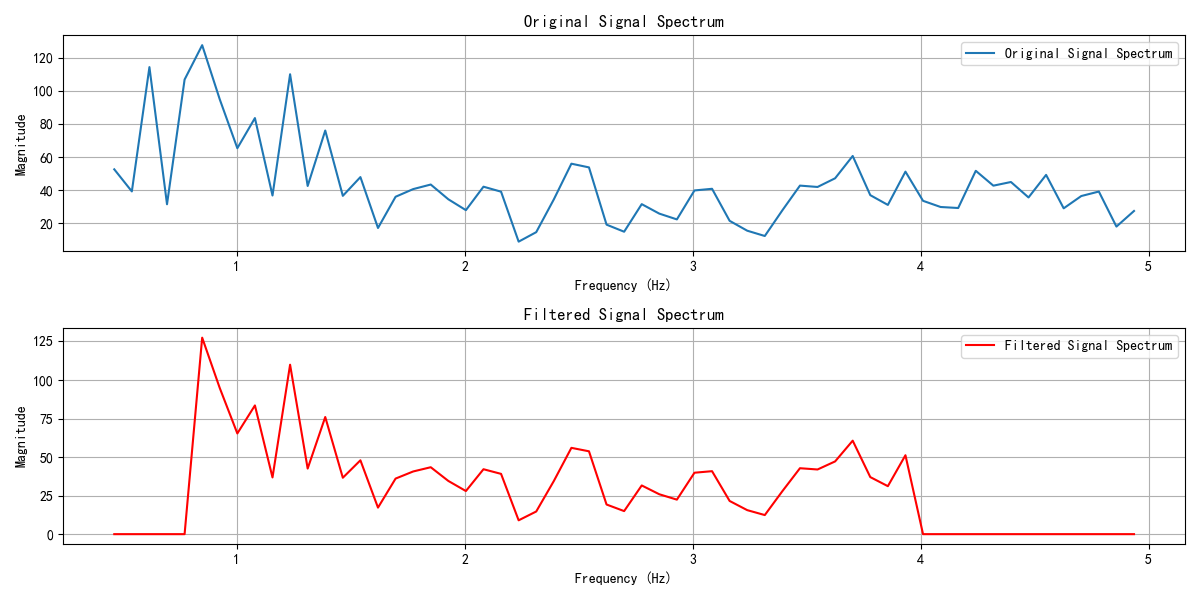 Original Signal Spectrum
120
100
80
60
40
20
Magnitude
Original Signal Spectrum
1 2 3 4 5
Frequency (Hz)
Filtered Signal Spectrum
125
100
75
50
25
0
Magnitude
Filtered Signal Spectrum
1 2 3 4 5
Frequency (Hz)